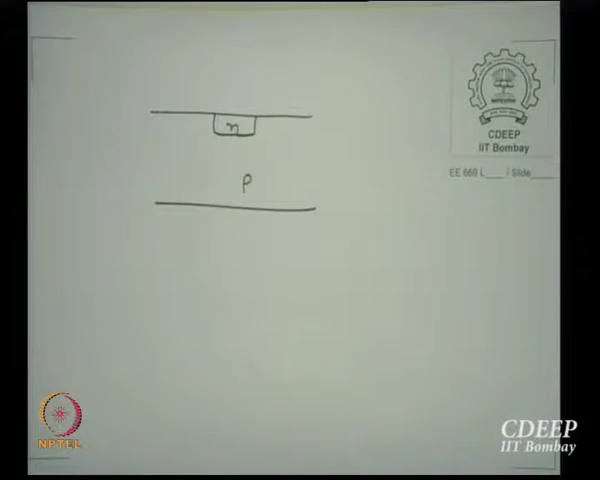 n
p
CDEEP
IIT Bombay
EE 669 L____ / Slide____
NPTEL
CDEEP
IIT Bombay